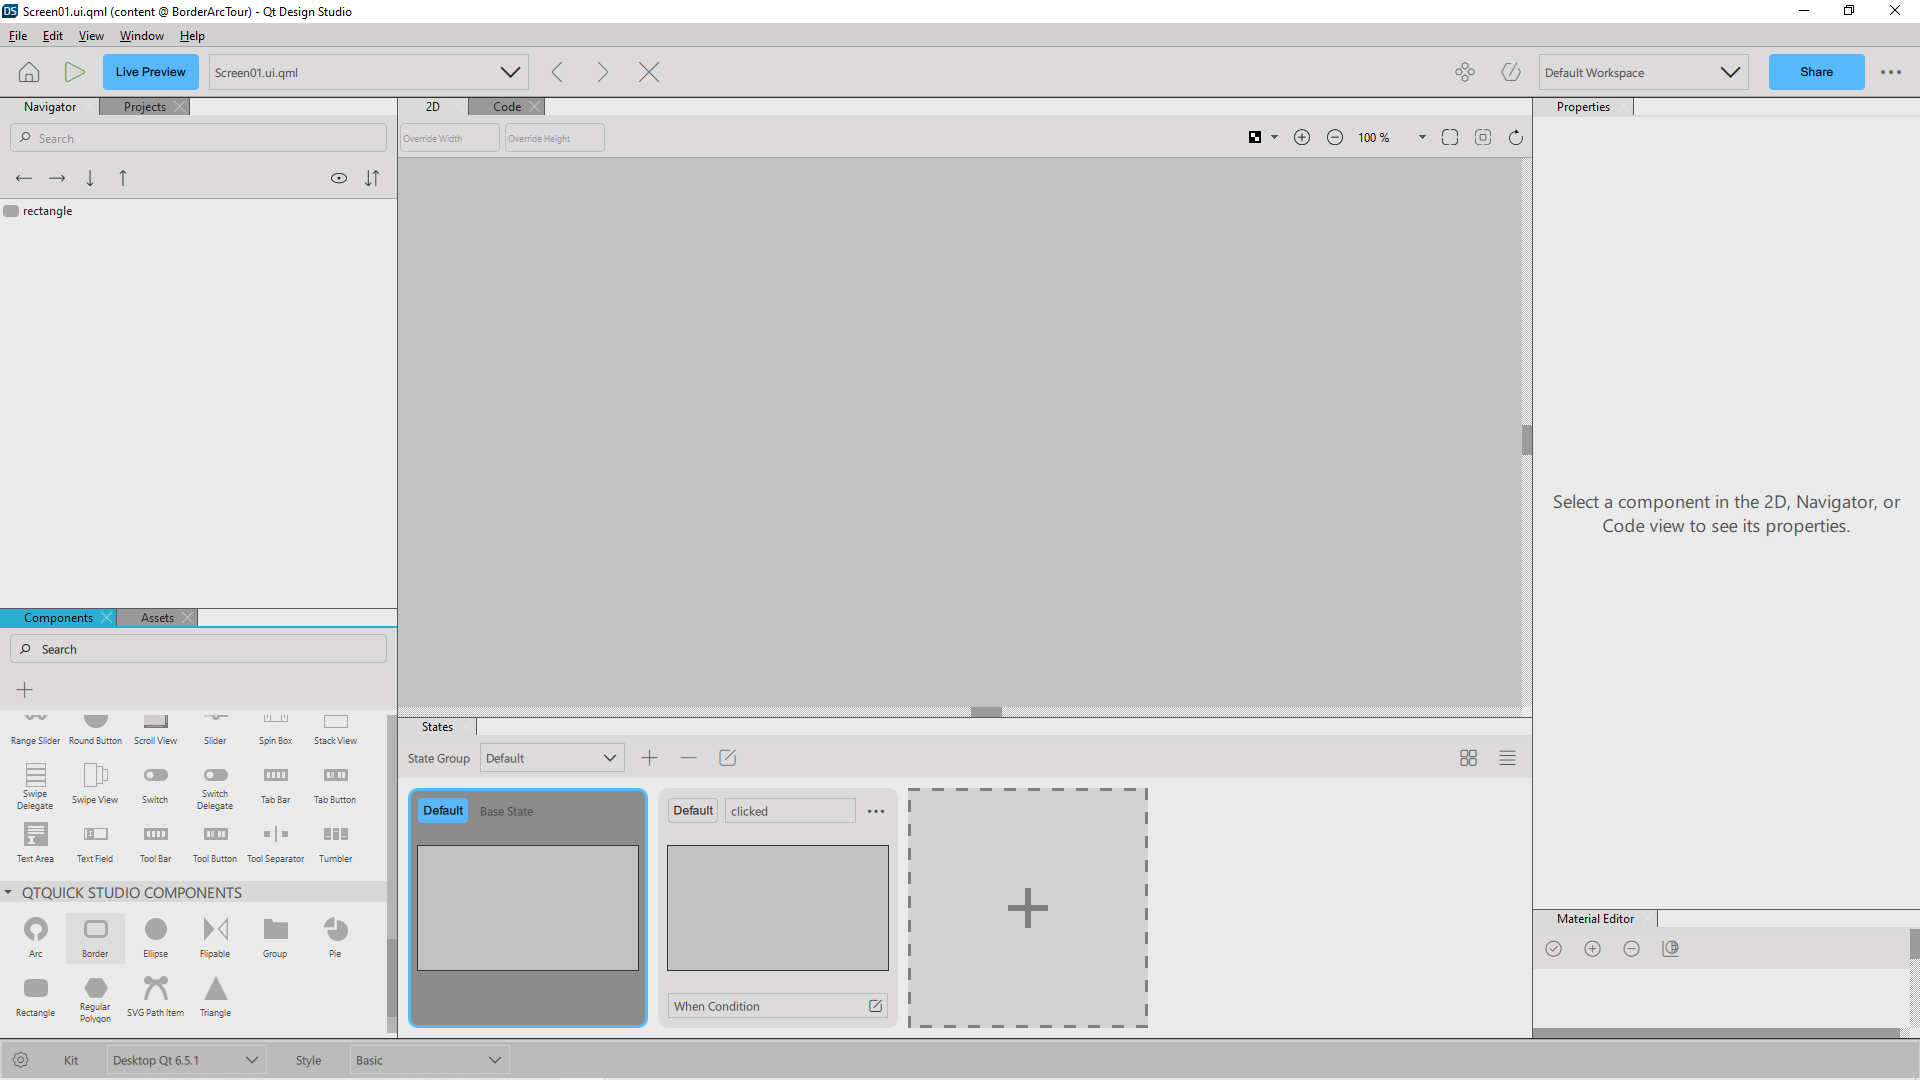 DS Screen01.ui.qml (content @ BorderArcTour) - Qt Design Studio
File Edit View Window Help
Live Preview Screen01.ui.qml Default Workspace Share
Navigator Projects 2D Code Properties
Search
Override Width Override Height 100 %
rectangle
Select a component in the 2D, Navigator, or
Code view to see its properties.
Components Assets
Search
Range Slider Round Button Scroll View Slider Spin Box Stack View
Swipe
Delegate
Swipe View Switch
Switch
Delegate
Tab Bar Tab Button
Text Area Text Field Tool Bar Tool Button Tool Separator Tumbler
QTQUICK STUDIO COMPONENTS
Arc Border Ellipse Flipable Group Pie
Rectangle
Regular
Polygon
SVG Path Item Triangle
States
State Group Default
Default Base State
Default clicked
When Condition
Material Editor
Kit Desktop Qt 6.5.1 Style Basic